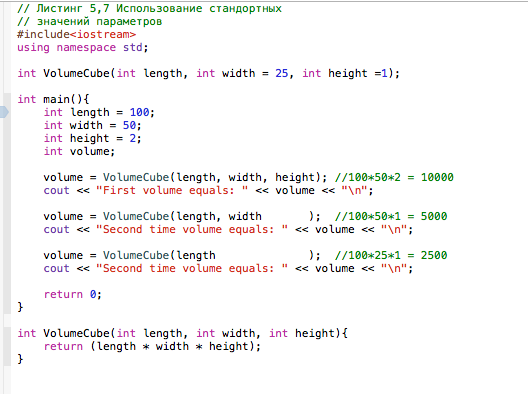 // Листинг 5,7 Использование стандортных
// значений параметров
#include<iostream>
using namespace std;
int VolumeCube(int length, int width = 25, int height =1);
int main(){
int length = 100;
int width = 50;
int height = 2;
int volume;
volume = VolumeCube(length, width, height); //100*50*2 = 10000
cout << "First volume equals: " << volume << "\n";
volume = VolumeCube(length, width       );  //100*50*1 = 5000
cout << "Second time volume equals: " << volume << "\n";
volume = VolumeCube(length              );  //100*25*1 = 2500
cout << "Second time volume equals: " << volume << "\n";
return 0;
}
int VolumeCube(int length, int width, int height){
return (length * width * height);
}